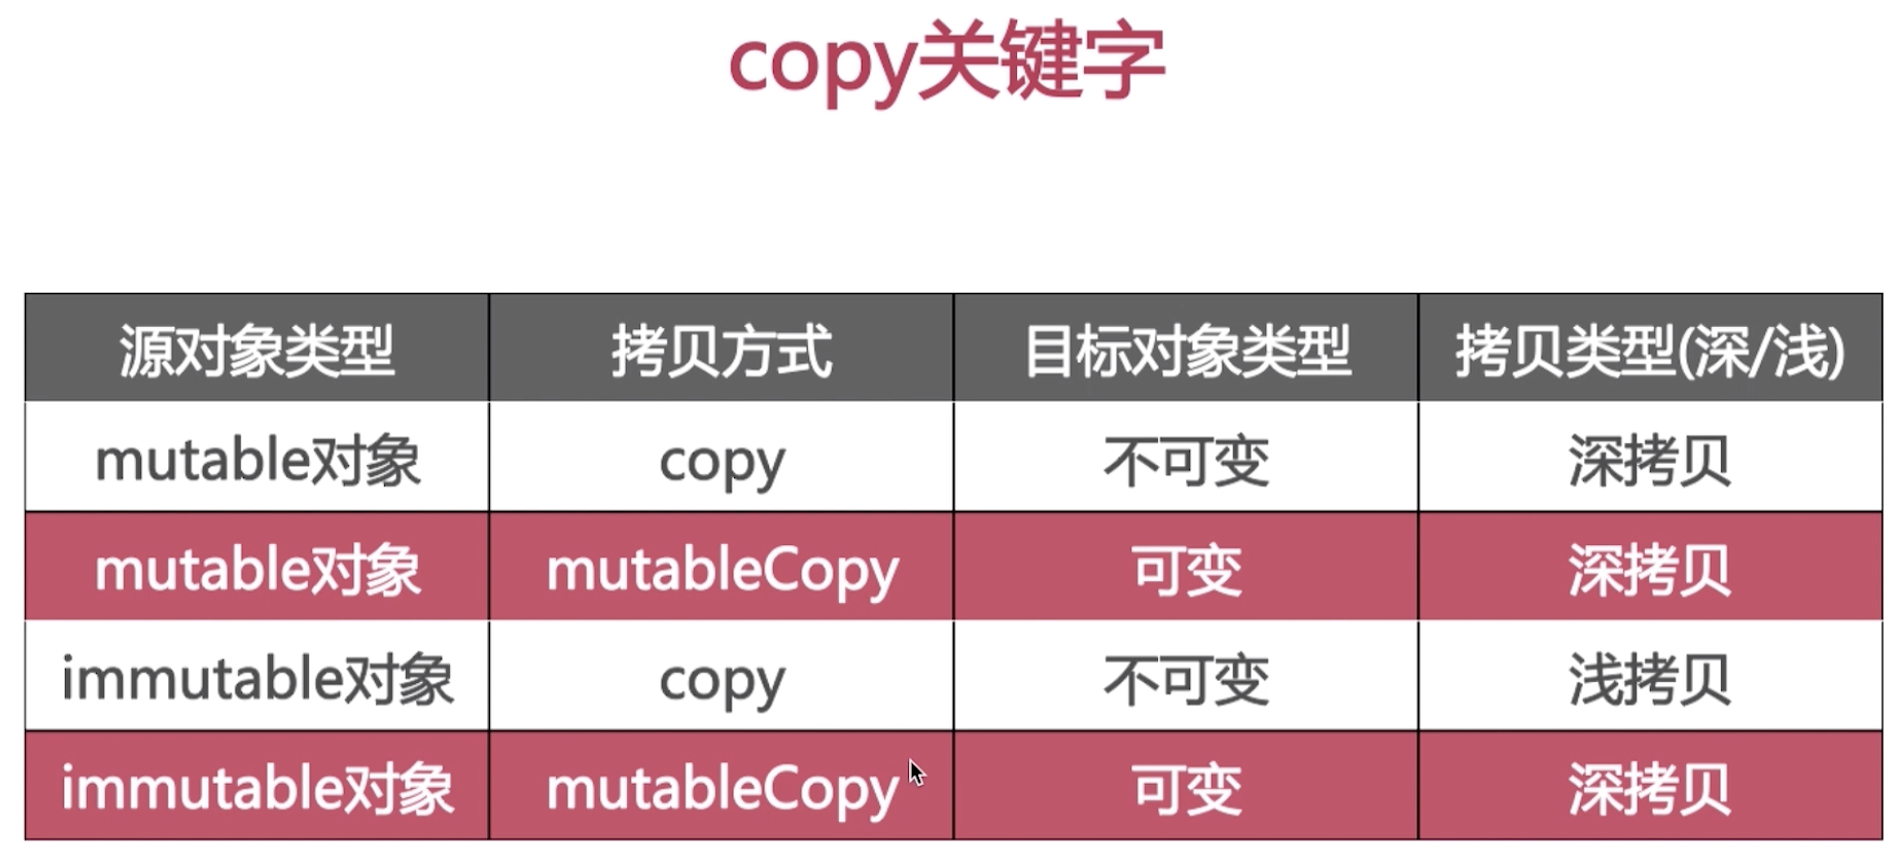 copy关键字
源对象类型 拷贝方式 目标对象类型 拷贝类型(深/浅)
mutable对象 copy 不可变 深拷贝
mutable对象 mutableCopy 可变 深拷贝
immutable对象 copy 不可变 浅拷贝
immutable对象 mutableCopy 可变 深拷贝